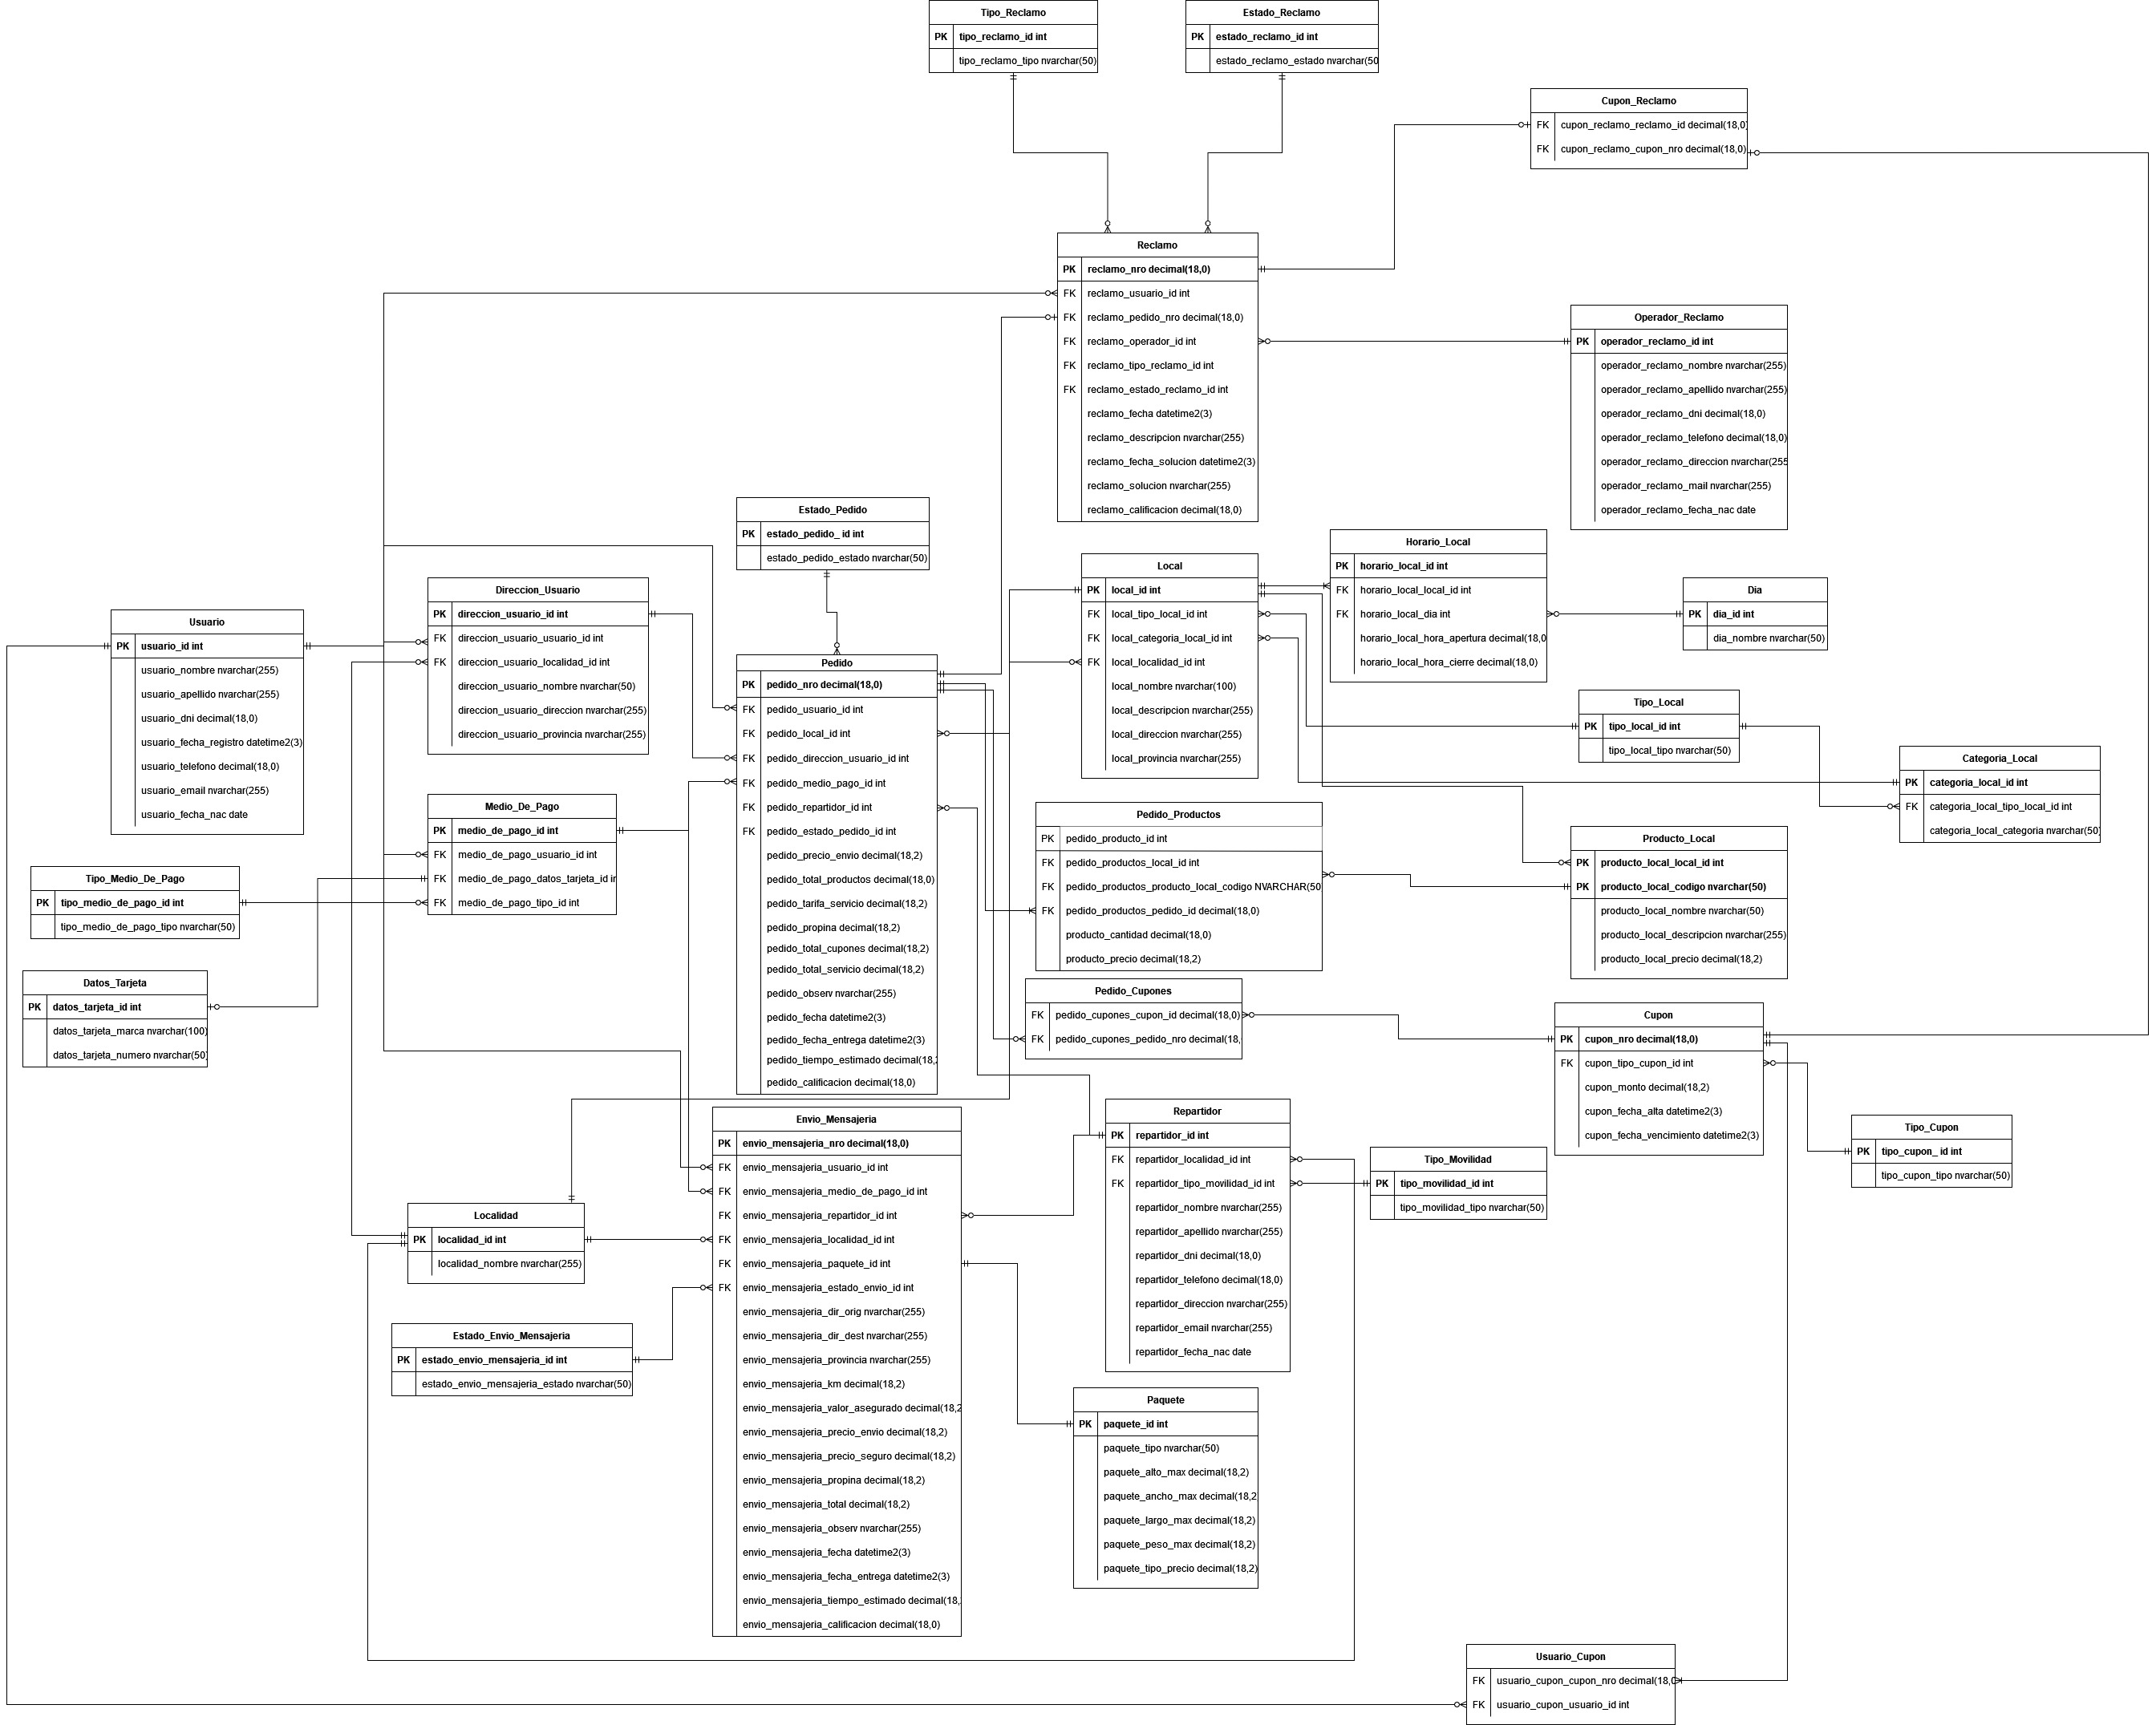 Tipo_Reclamo
PK tipo_reclamo_id int
tipo_reclamo_tipo nvarchar(50)
Estado_Reclamo
PK estado_reclamo_id int
estado_reclamo_estado nvarchar(50
Cupon_Reclamo
FK cupon_reclamo_reclamo_id decimal(18,0)
FK cupon_reclamo_cupon_nro decimal(18,0)
Reclamo
PK reclamo_nro decimal(18,0)
FK reclamo_usuario_id int
FK reclamo_pedido_nro decimal(18,0)
FK reclamo_operador_id int
FK reclamo_tipo_reclamo_id int
FK reclamo_estado_reclamo_id int
reclamo_fecha datetime2(3)
reclamo_descripcion nvarchar(255)
reclamo_fecha_solucion datetime2(3)
reclamo_solucion nvarchar(255)
reclamo_calificacion decimal(18,0)
Operador_Reclamo
PK operador_reclamo_id int
operador_reclamo_nombre nvarchar(255)
operador_reclamo_apellido nvarchar(255)
operador_reclamo_dni decimal(18,0)
operador_reclamo_telefono decimal(18,0)
operador_reclamo_direccion nvarchar(255
operador_reclamo_mail nvarchar(255)
operador_reclamo_fecha_nac date
Estado_Pedido
PK estado_pedido_ id int
estado_pedido_estado nvarchar(50)
Local
PK local_id int
FK local_tipo_local_id int
FK local_categoria_local_id int
FK local_localidad_id int
local_nombre nvarchar(100)
local_descripcion nvarchar(255)
local_direccion nvarchar(255)
local_provincia nvarchar(255)
Horario_Local
PK horario_local_id int
FK horario_local_local_id int
FK horario_local_dia int
horario_local_hora_apertura decimal(18,0
horario_local_hora_cierre decimal(18,0)
Dia
PK dia_id int
dia_nombre nvarchar(50)
Direccion_Usuario
PK direccion_usuario_id int
FK direccion_usuario_usuario_id int
FK direccion_usuario_localidad_id int
direccion_usuario_nombre nvarchar(50)
direccion_usuario_direccion nvarchar(255)
direccion_usuario_provincia nvarchar(255)
Usuario
PK usuario_id int
usuario_nombre nvarchar(255)
usuario_apellido nvarchar(255)
usuario_dni decimal(18,0)
usuario_fecha_registro datetime2(3)
usuario_telefono decimal(18,0)
usuario_email nvarchar(255)
usuario_fecha_nac date
Pedido
PK pedido_nro decimal(18,0)
FK pedido_usuario_id int
FK pedido_local_id int
FK pedido_direccion_usuario_id int
FK pedido_medio_pago_id int
FK pedido_repartidor_id int
FK pedido_estado_pedido_id int
pedido_precio_envio decimal(18,2)
pedido_total_productos decimal(18,0)
pedido_tarifa_servicio decimal(18,2)
pedido_propina decimal(18,2)
pedido_total_cupones decimal(18,2)
pedido_total_servicio decimal(18,2)
pedido_observ nvarchar(255)
pedido_fecha datetime2(3)
pedido_fecha_entrega datetime2(3)
pedido_tiempo_estimado decimal(18,2
pedido_calificacion decimal(18,0)
Tipo_Local
PK tipo_local_id int
tipo_local_tipo nvarchar(50)
Categoria_Local
PK categoria_local_id int
FK categoria_local_tipo_local_id int
categoria_local_categoria nvarchar(50)
Medio_De_Pago
PK medio_de_pago_id int
FK medio_de_pago_usuario_id int
FK medio_de_pago_datos_tarjeta_id in
FK medio_de_pago_tipo_id int
Pedido_Productos
PK pedido_producto_id int
FK pedido_productos_local_id int
FK pedido_productos_producto_local_codigo NVARCHAR(50
FK pedido_productos_pedido_id decimal(18,0)
producto_cantidad decimal(18,0)
producto_precio decimal(18,2)
Producto_Local
PK producto_local_local_id int
PK producto_local_codigo nvarchar(50)
producto_local_nombre nvarchar(50)
producto_local_descripcion nvarchar(255)
producto_local_precio decimal(18,2)
Tipo_Medio_De_Pago
PK tipo_medio_de_pago_id int
tipo_medio_de_pago_tipo nvarchar(50)
Datos_Tarjeta
PK datos_tarjeta_id int
datos_tarjeta_marca nvarchar(100)
datos_tarjeta_numero nvarchar(50)
Pedido_Cupones
FK pedido_cupones_cupon_id decimal(18,0)
FK pedido_cupones_pedido_nro decimal(18,
Cupon
PK cupon_nro decimal(18,0)
FK cupon_tipo_cupon_id int
cupon_monto decimal(18,2)
cupon_fecha_alta datetime2(3)
cupon_fecha_vencimiento datetime2(3)
Tipo_Cupon
PK tipo_cupon_ id int
tipo_cupon_tipo nvarchar(50)
Envio_Mensajeria
PK envio_mensajeria_nro decimal(18,0)
FK envio_mensajeria_usuario_id int
FK envio_mensajeria_medio_de_pago_id int
FK envio_mensajeria_repartidor_id int
FK envio_mensajeria_localidad_id int
FK envio_mensajeria_paquete_id int
FK envio_mensajeria_estado_envio_id int
envio_mensajeria_dir_orig nvarchar(255)
envio_mensajeria_dir_dest nvarchar(255)
envio_mensajeria_provincia nvarchar(255)
envio_mensajeria_km decimal(18,2)
envio_mensajeria_valor_asegurado decimal(18,2
envio_mensajeria_precio_envio decimal(18,2)
envio_mensajeria_precio_seguro decimal(18,2)
envio_mensajeria_propina decimal(18,2)
envio_mensajeria_total decimal(18,2)
envio_mensajeria_observ nvarchar(255)
envio_mensajeria_fecha datetime2(3)
envio_mensajeria_fecha_entrega datetime2(3)
envio_mensajeria_tiempo_estimado decimal(18,
envio_mensajeria_calificacion decimal(18,0)
Repartidor
PK repartidor_id int
FK repartidor_localidad_id int
FK repartidor_tipo_movilidad_id int
repartidor_nombre nvarchar(255)
repartidor_apellido nvarchar(255)
repartidor_dni decimal(18,0)
repartidor_telefono decimal(18,0)
repartidor_direccion nvarchar(255)
repartidor_email nvarchar(255)
repartidor_fecha_nac date
Tipo_Movilidad
PK tipo_movilidad_id int
tipo_movilidad_tipo nvarchar(50)
Localidad
PK localidad_id int
localidad_nombre nvarchar(255)
Estado_Envio_Mensajeria
PK estado_envio_mensajeria_id int
estado_envio_mensajeria_estado nvarchar(50)
Paquete
PK paquete_id int
paquete_tipo nvarchar(50)
paquete_alto_max decimal(18,2)
paquete_ancho_max decimal(18,2
paquete_largo_max decimal(18,2)
paquete_peso_max decimal(18,2)
paquete_tipo_precio decimal(18,2)
Usuario_Cupon
FK usuario_cupon_cupon_nro decimal(18,0
FK usuario_cupon_usuario_id int